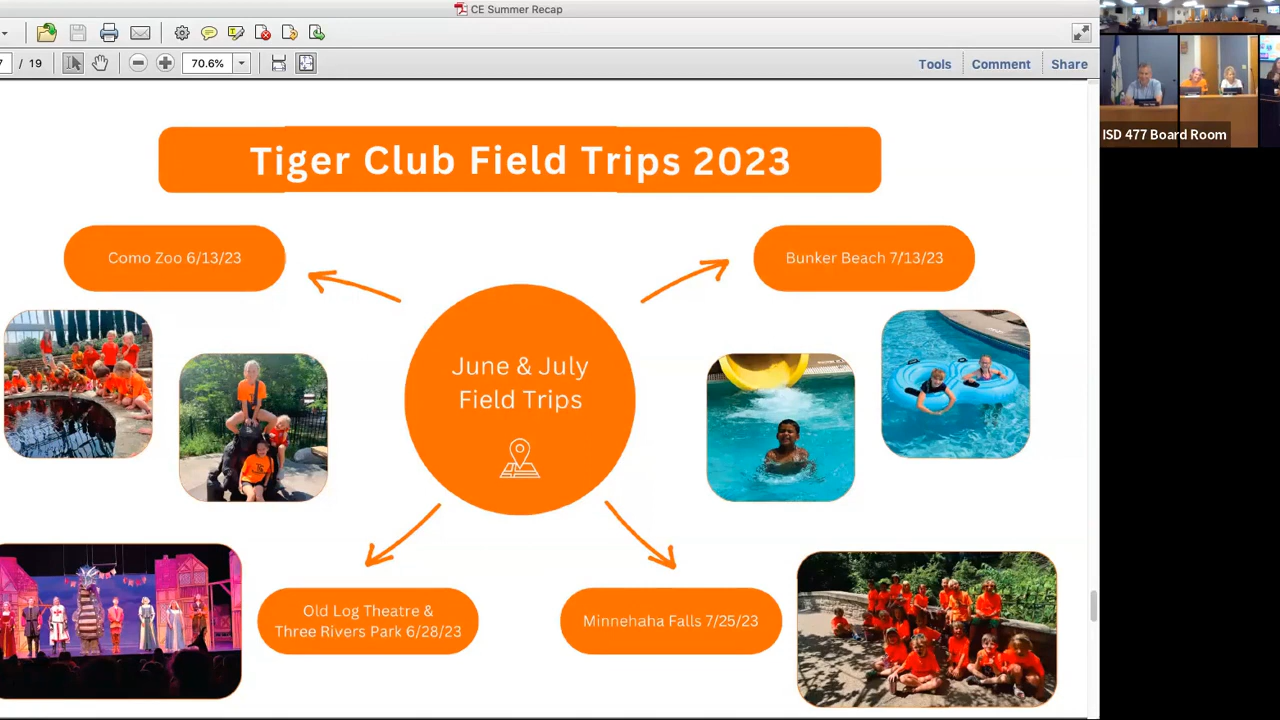 CE Summer Recap
/ 19
70.6%
Tools
Comment
Share
ISD 477 Board Room
Tiger Club Field Trips 2023
Como Zoo 6/13/23
Bunker Beach 7/13/23
June & July
Field Trips
Old Log Theatre &
Three Rivers Park 6/28/23
Minnehaha Falls 7/25/23